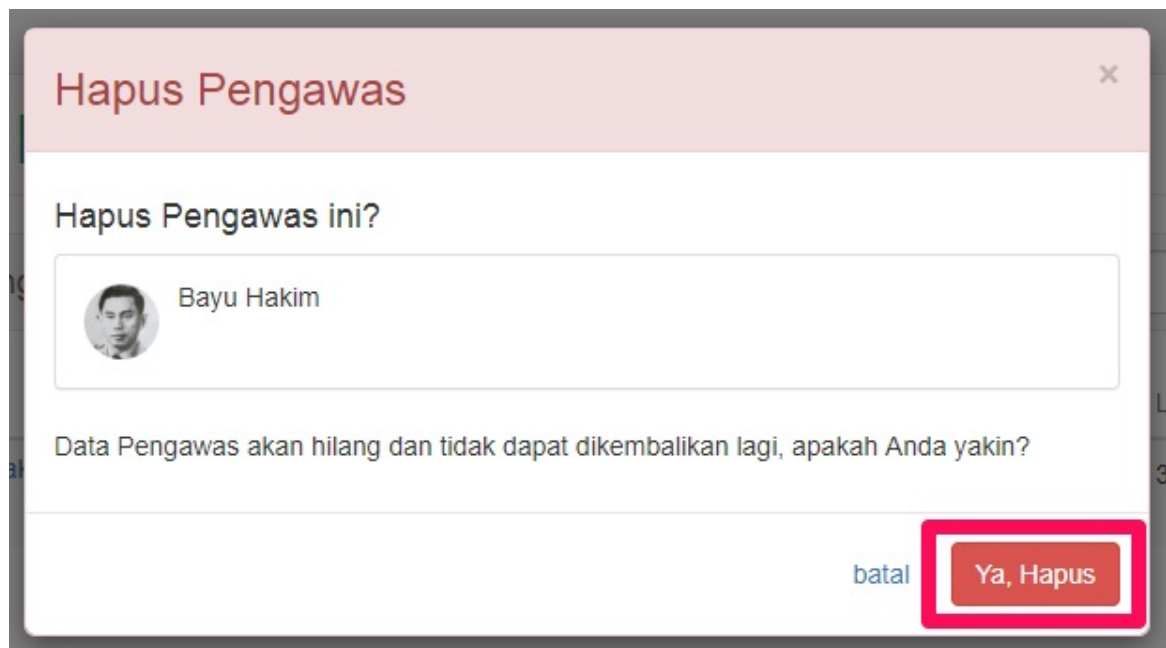 Hapus Pengawas
×
Hapus Pengawas ini?
Bayu Hakim
Data Pengawas akan hilang dan tidak dapat dikembalikan lagi, apakah Anda yakin?
batal
Ya, Hapus